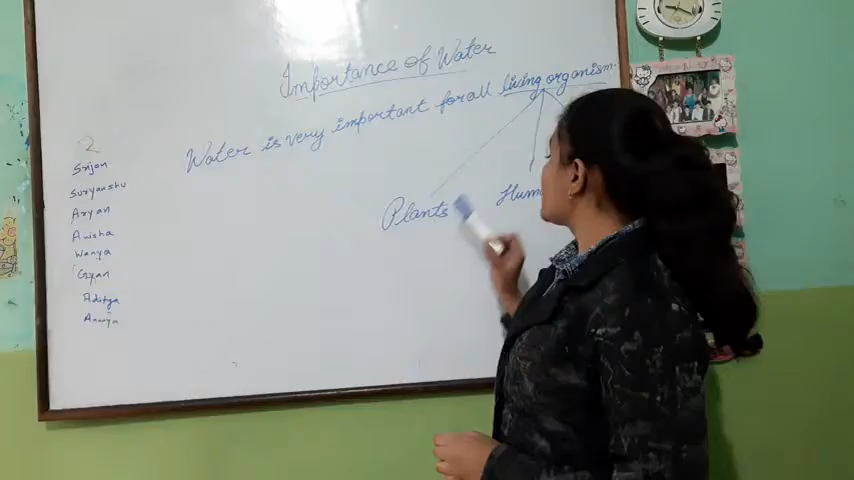 Importance of Water
Water is very important for all living organism.
Plants Hum
2
Srijan
Suryanshu
Aryan
Anisha
Wanya
Gyan
Aditya
Ananya